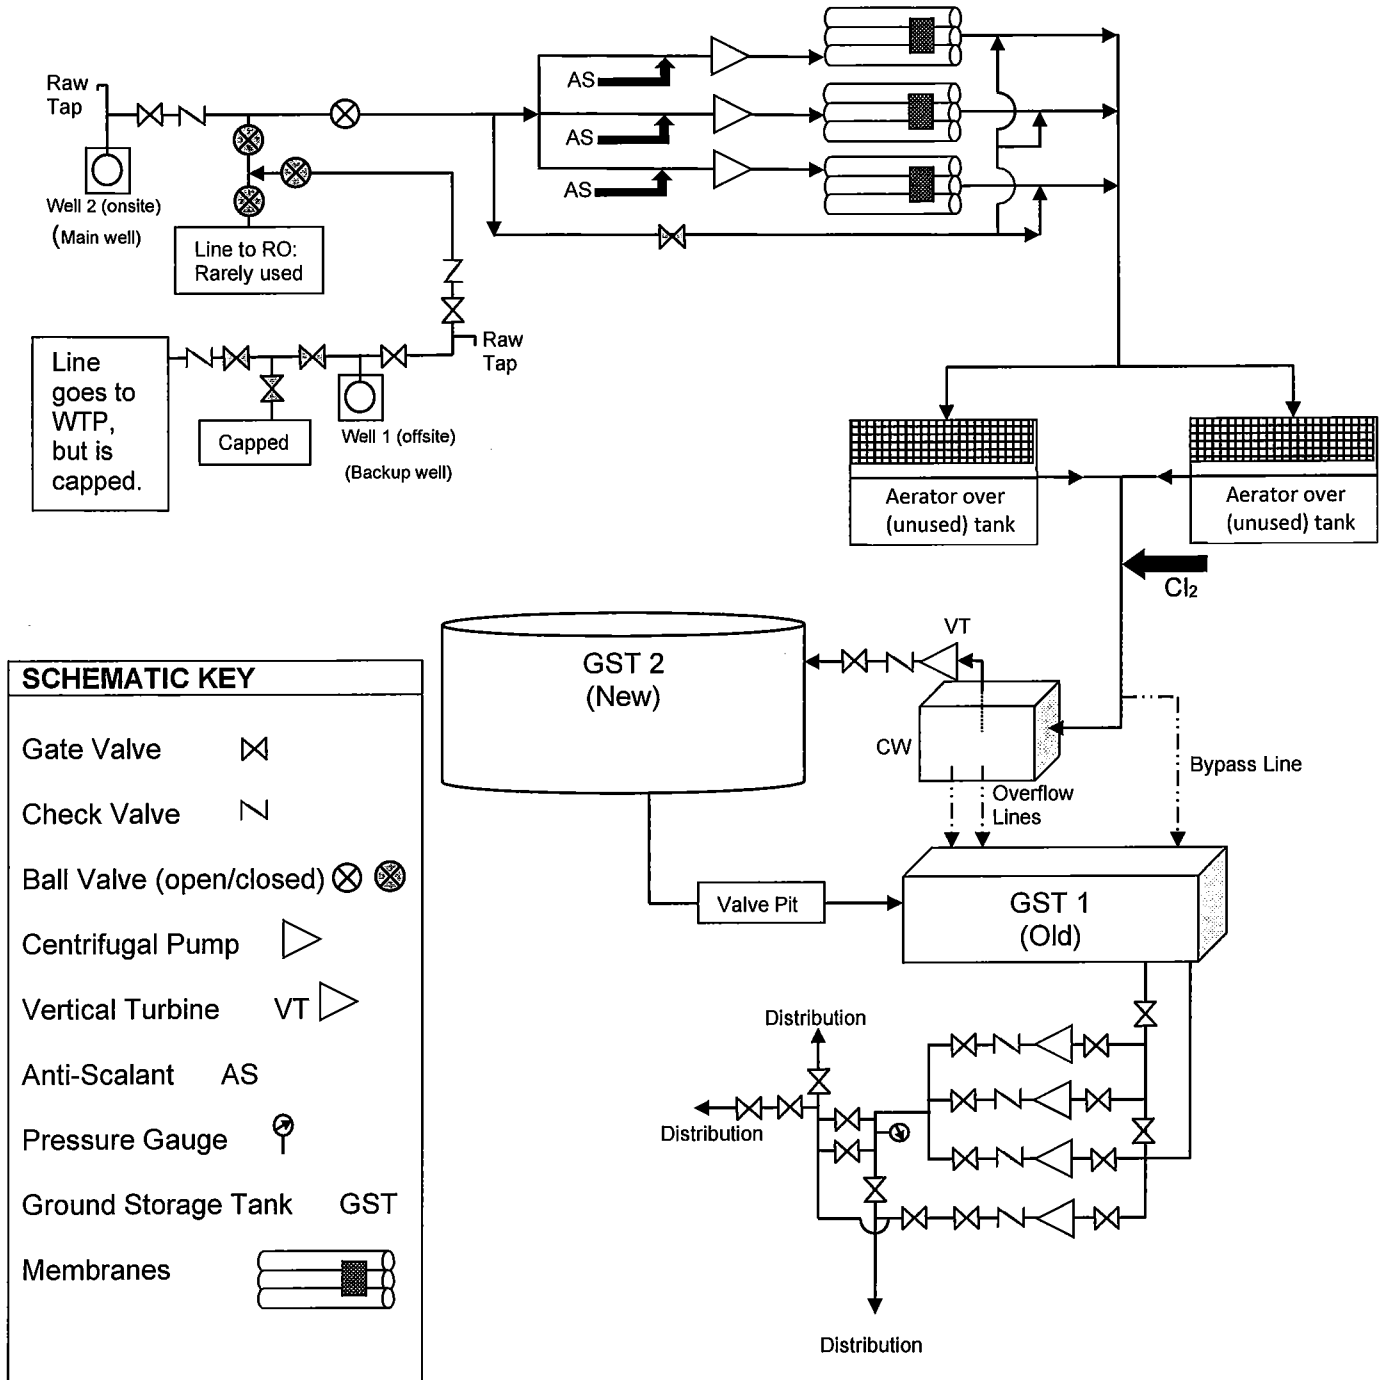 Raw
Tap
Well 2 (onsite)
(Main well)
Line to RO:
Rarely used
AS
AS
AS
Raw
Tap
Line
goes to
WTP,
but is
capped.
Capped
Well 1 (offsite)
(Backup well)
Aerator over
(unused) tank
Aerator over
(unused) tank
Cl₂
VT
GST 2
(New)
CW
Overflow
Lines
Bypass Line
Valve Pit
GST 1
(Old)
Distribution
Distribution
Distribution
SCHEMATIC KEY
Gate Valve
Check Valve
Ball Valve (open/closed)
Centrifugal Pump
Vertical Turbine VT
Anti-Scalant AS
Pressure Gauge
Ground Storage Tank GST
Membranes